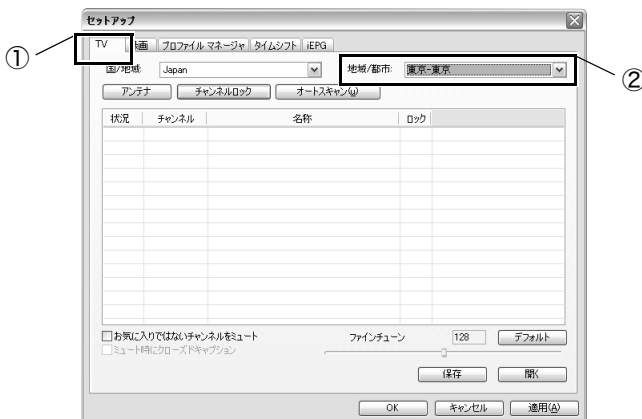 セットアップ
①
TV
録画 プロファイル マネージャ タイムシフト iEPG
国/地域: Japan 地域/都市: 東京-東京
②
アンテナ チャンネルロック オートスキャン(u)
状況 チャンネル 名称 ロック
お気に入りではないチャンネルをミュート ファインチューン 128 デフォルト
ミュート時にクローズドキャプション
保存 開く
OK キャンセル 適用(A)